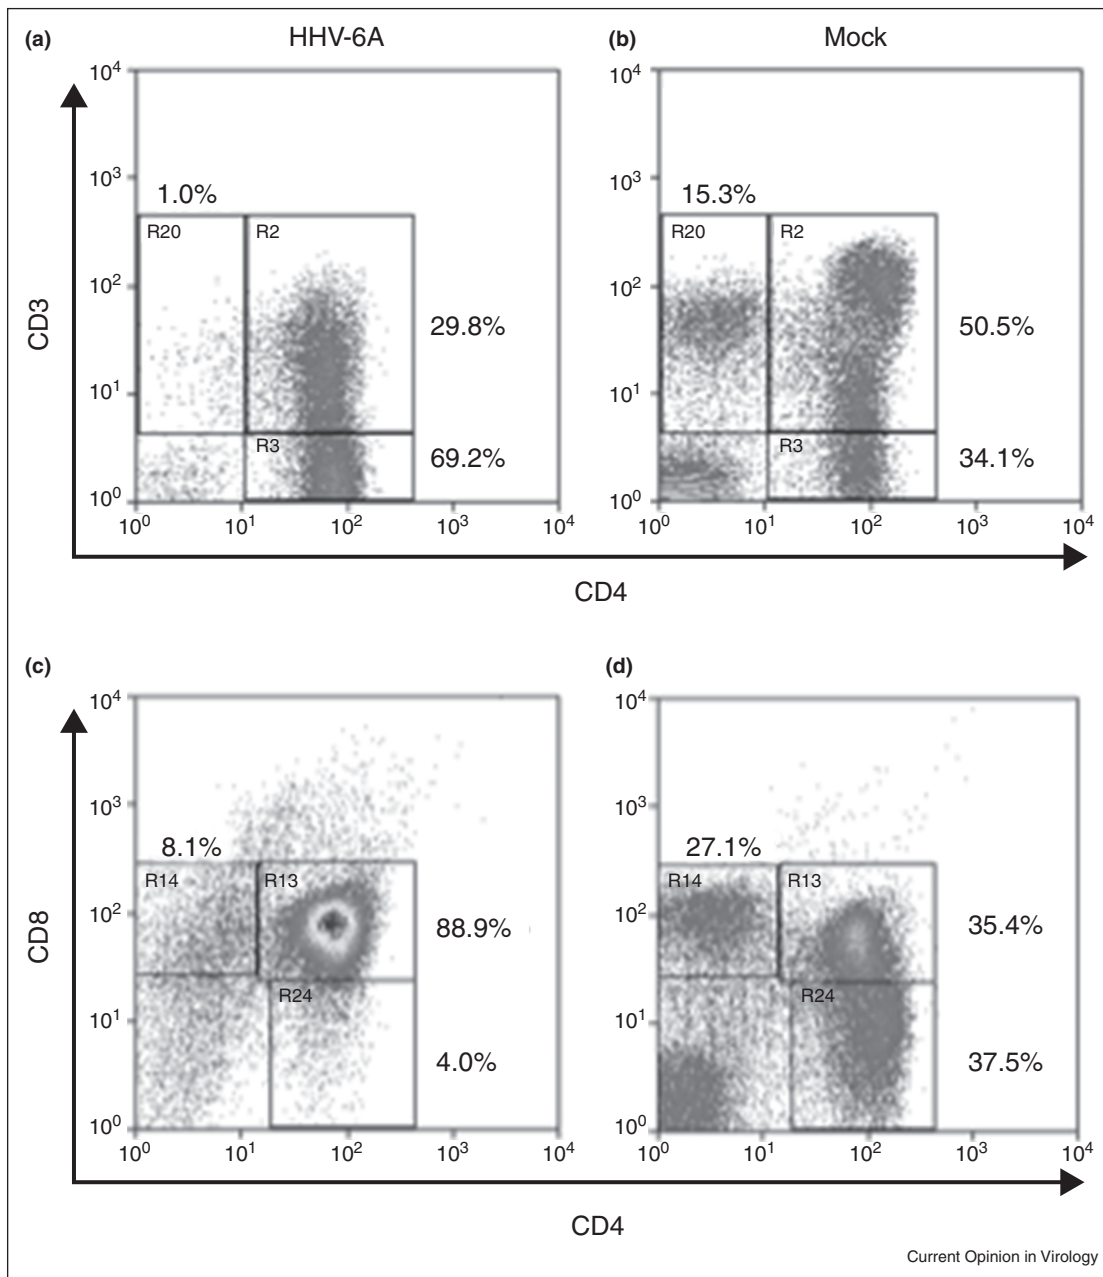 (a) HHV-6A
(b) Mock
10⁴
10³
10²
10¹
10⁰
1.0%
R20
R2
29.8%
R3
69.2%
10⁰ 10¹ 10² 10³ 10⁴
10⁴
10³
10²
10¹
10⁰
15.3%
R20
R2
50.5%
R3
34.1%
10⁰ 10¹ 10² 10³ 10⁴
CD3
CD4
(c)
(d)
10⁴
10³
10²
10¹
10⁰
8.1%
R14
R13
88.9%
R24
4.0%
10⁰ 10¹ 10² 10³ 10⁴
10⁴
10³
10²
10¹
10⁰
27.1%
R14
R13
35.4%
R24
37.5%
10⁰ 10¹ 10² 10³ 10⁴
CD8
CD4
Current Opinion in Virology